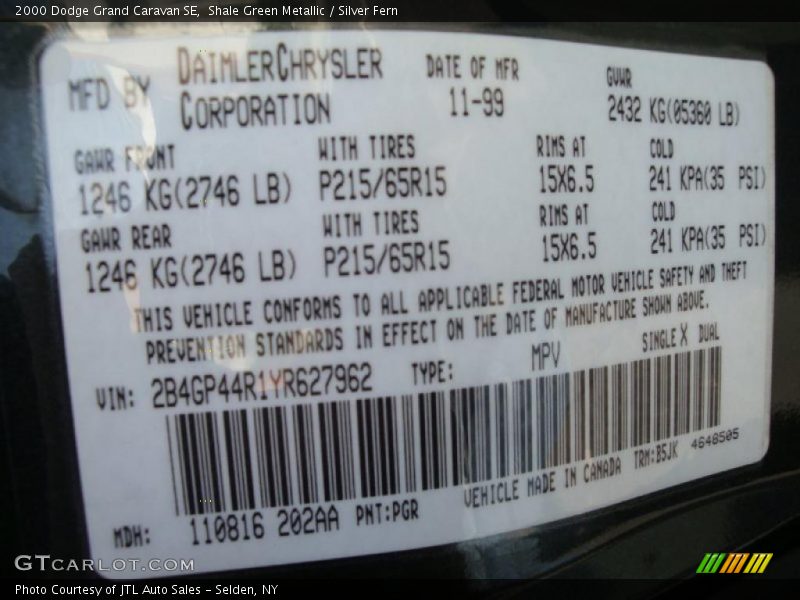 2000 Dodge Grand Caravan SE,  Shale Green Metallic / Silver Fern
MFD BY DAIMLERCHRYSLER CORPORATION
DATE OF MFR 11-99
GVWR 2432 KG(05360 LB)
GAWR FRONT WITH TIRES RIMS AT COLD
1246 KG(2746 LB) P215/65R15 15X6.5 241 KPA(35 PSI)
GAWR REAR WITH TIRES RIMS AT COLD
1246 KG(2746 LB) P215/65R15 15X6.5 241 KPA(35 PSI)
THIS VEHICLE CONFORMS TO ALL APPLICABLE FEDERAL MOTOR VEHICLE SAFETY AND THEFT
PREVENTION STANDARDS IN EFFECT ON THE DATE OF MANUFACTURE SHOWN ABOVE.
VIN: 2B4GP44R1YR627962 TYPE: MPV SINGLE X DUAL
VEHICLE MADE IN CANADA TRM:B5JK 4648505
MDH: 110816 202AA PNT:PGR
GTCARLOT.COM
Photo Courtesy of JTL Auto Sales - Selden, NY